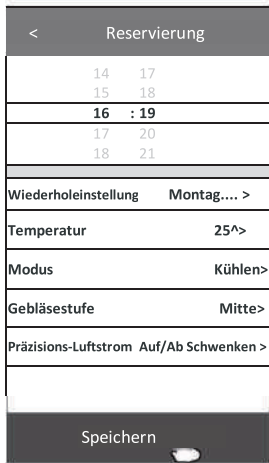 < Reservierung
14 17
15 18
16 : 19
17 20
18 21
Wiederholeinstellung Montag.... >
Temperatur 25^>
Modus Kühlen>
Gebläsestufe Mitte>
Präzisions-Luftstrom Auf/Ab Schwenken >
Speichern